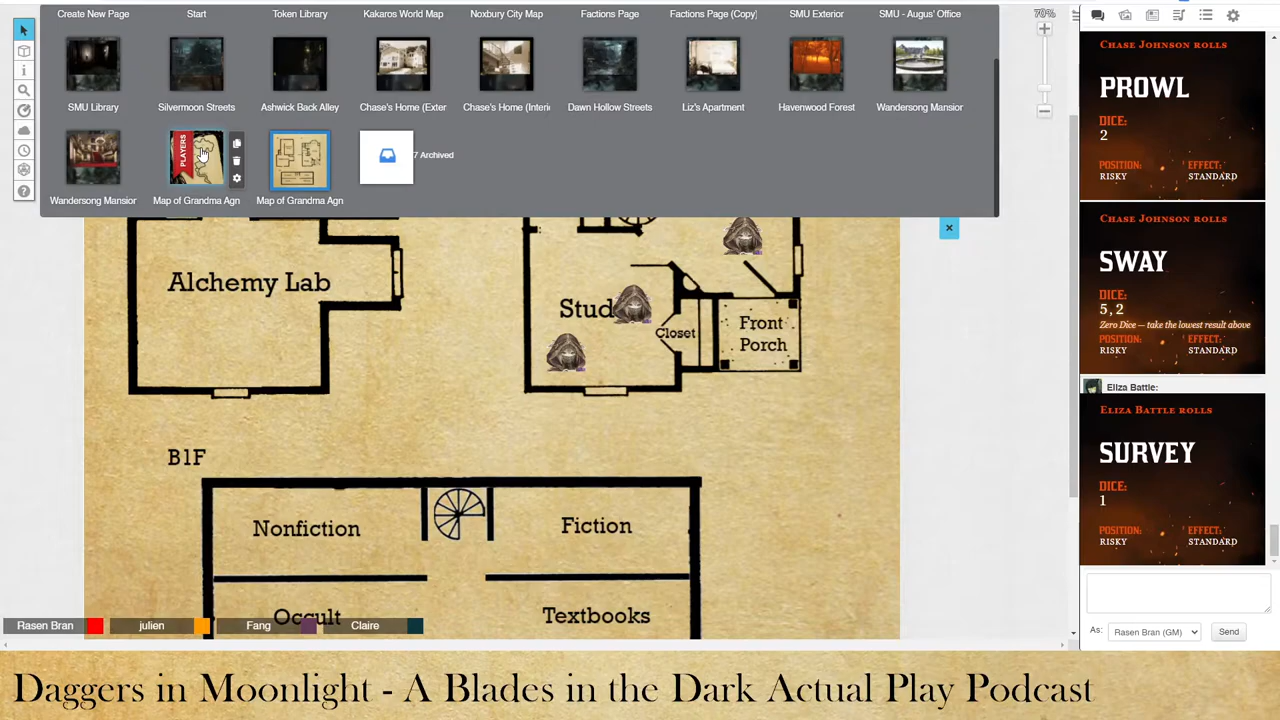 Create New Page
Start
Token Library
Kakaros World Map
Noxbury City Map
Factions Page
Factions Page (Copy)
SMU Exterior
SMU - Augus' Office
70%
SMU Library
Silvermoon Streets
Ashwick Back Alley
Chase's Home (Exter
Chase's Home (Interi
Dawn Hollow Streets
Liz's Apartment
Havenwood Forest
Wandersong Mansior
PLAYERS
Wandersong Mansior
Map of Grandma Agn
Map of Grandma Agn
7 Archived
Alchemy Lab
Stud
Closet
Front
Porch
B1F
Nonfiction
Fiction
Occult
Textbooks
Rasen Bran
julien
Fang
Claire
Chase Johnson rolls
PROWL
DICE:
2
POSITION:
EFFECT:
RISKY
STANDARD
Chase Johnson rolls
SWAY
DICE:
5, 2
Zero Dice — take the lowest result above
POSITION:
EFFECT:
RISKY
STANDARD
Eliza Battle:
Eliza Battle rolls
SURVEY
DICE:
1
POSITION:
EFFECT:
RISKY
STANDARD
As:
Rasen Bran (GM)
Send
Daggers in Moonlight - A Blades in the Dark Actual Play Podcast